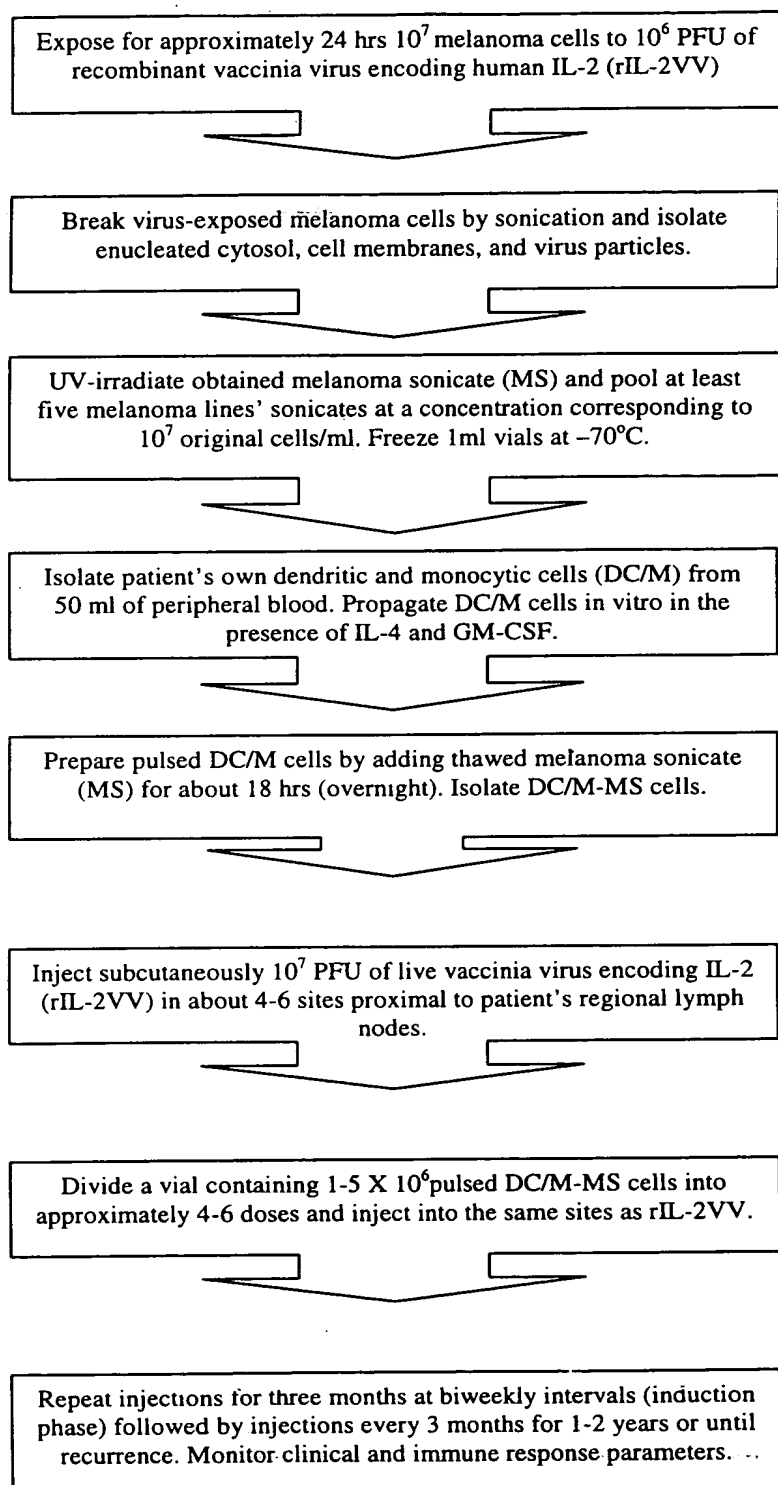 Expose for approximately 24 hrs 10⁷ melanoma cells to 10⁶ PFU of
recombinant vaccinia virus encoding human IL-2 (rIL-2VV)
Break virus-exposed melanoma cells by sonication and isolate
enucleated cytosol, cell membranes, and virus particles.
UV-irradiate obtained melanoma sonicate (MS) and pool at least
five melanoma lines' sonicates at a concentration corresponding to
10⁷ original cells/ml. Freeze 1ml vials at –70°C.
Isolate patient's own dendritic and monocytic cells (DC/M) from
50 ml of peripheral blood. Propagate DC/M cells in vitro in the
presence of IL-4 and GM-CSF.
Prepare pulsed DC/M cells by adding thawed melanoma sonicate
(MS) for about 18 hrs (overnight). Isolate DC/M-MS cells.
Inject subcutaneously 10⁷ PFU of live vaccinia virus encoding IL-2
(rIL-2VV) in about 4-6 sites proximal to patient's regional lymph
nodes.
Divide a vial containing 1-5 X 10⁶pulsed DC/M-MS cells into
approximately 4-6 doses and inject into the same sites as rIL-2VV.
Repeat injections for three months at biweekly intervals (induction
phase) followed by injections every 3 months for 1-2 years or until
recurrence. Monitor clinical and immune response parameters.